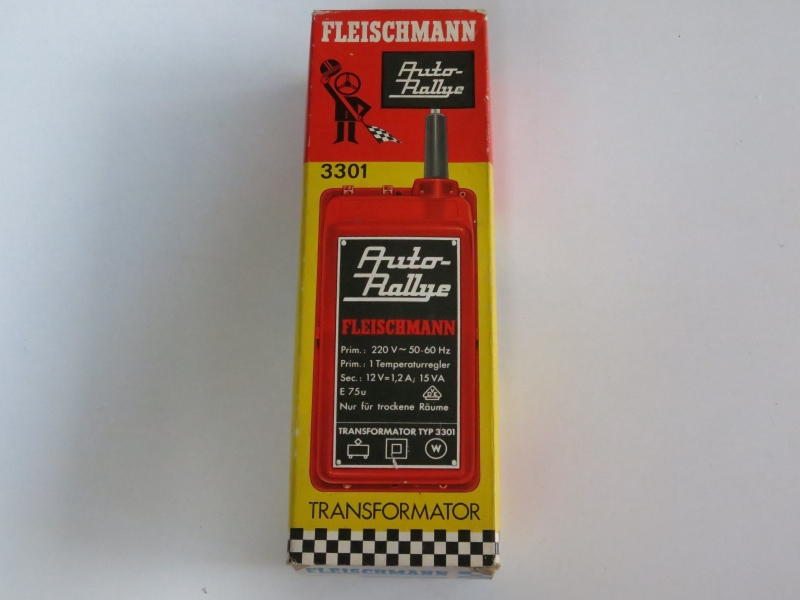 FLEISCHMANN
Auto-
Rallye
3301
Auto-
Rallye
FLEISCHMANN
Prim.: 220 V~ 50-60 Hz
Prim.: 1 Temperaturregler
Sec.: 12 V=1,2 A; 15 VA
E 75u
Nur für trockene Räume
TRANSFORMATOR TYP 3301
W
TRANSFORMATOR
FLEISCHMANN